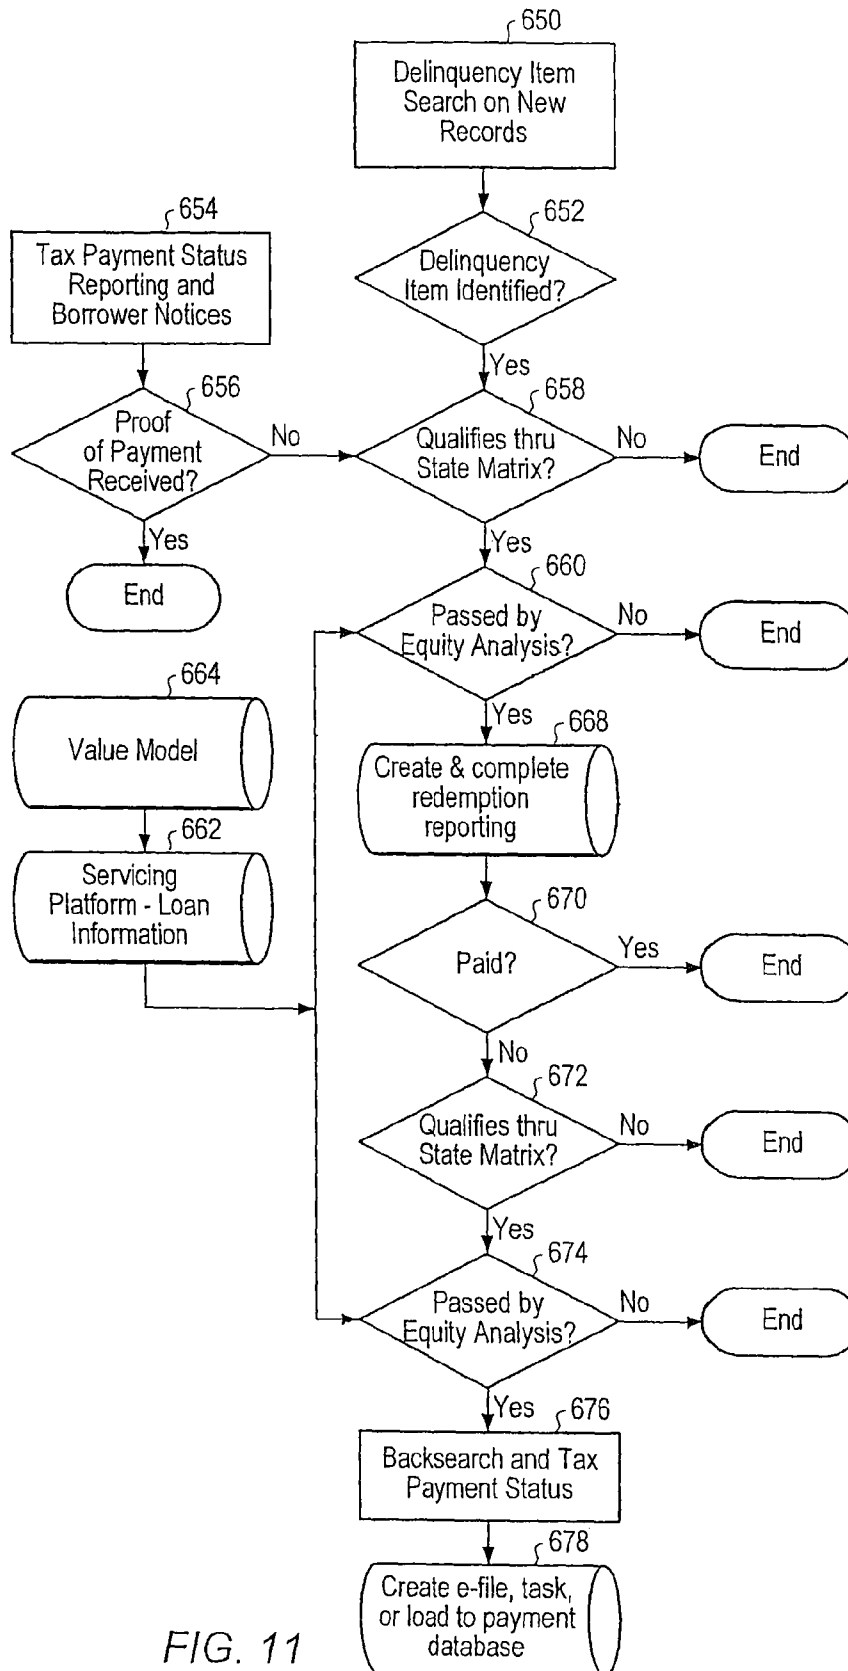 650
Delinquency Item
Search on New
Records
652
Delinquency
Item Identified?
Yes
654
Tax Payment Status
Reporting and
Borrower Notices
656
Proof
of Payment
Received?
No
Yes
End
658
Qualifies thru
State Matrix?
No
End
Yes
660
Passed by
Equity Analysis?
No
End
Yes
664
Value Model
662
Servicing
Platform - Loan
Information
668
Create & complete
redemption
reporting
670
Paid?
Yes
End
No
672
Qualifies thru
State Matrix?
No
End
Yes
674
Passed by
Equity Analysis?
No
End
Yes
676
Backsearch and Tax
Payment Status
678
Create e-file, task,
or load to payment
database
FIG. 11